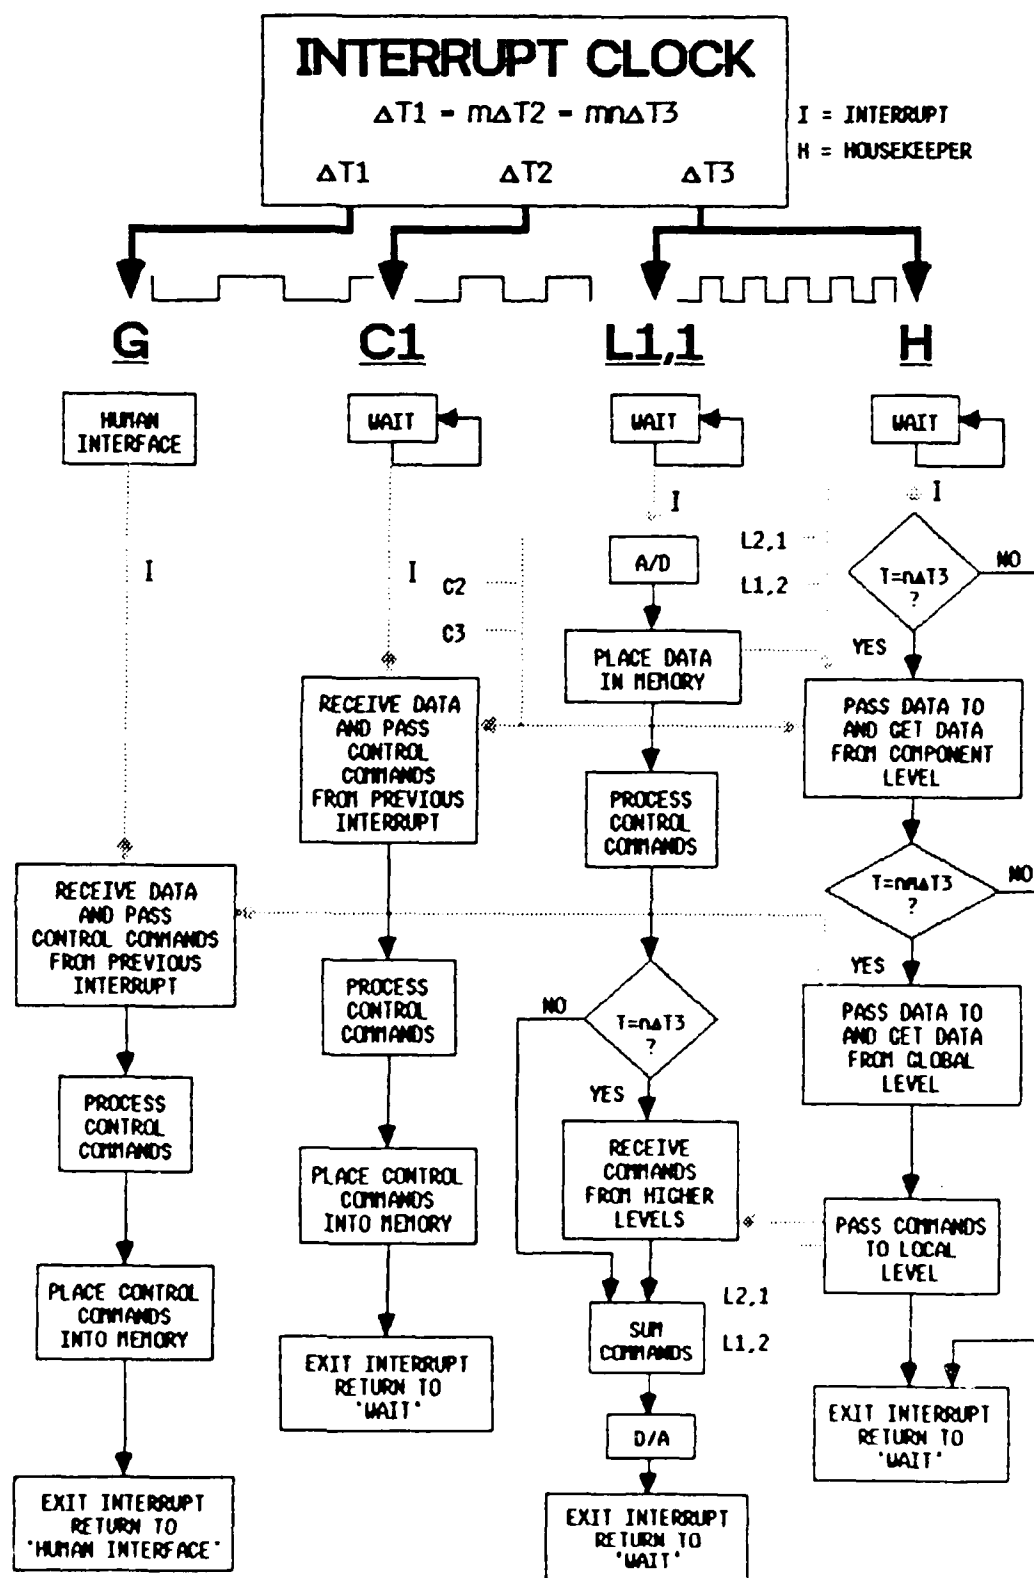 INTERRUPT CLOCK
ΔT1 - mΔT2 - mnΔT3
ΔT1
ΔT2
ΔT3
I = INTERRUPT
H = HOUSEKEEPER
G
C1
L1,1
H
HUMAN
INTERFACE
I
RECEIVE DATA
AND PASS
CONTROL COMMANDS
FROM PREVIOUS
INTERRUPT
PROCESS
CONTROL
COMMANDS
PLACE CONTROL
COMMANDS
INTO MEMORY
EXIT INTERRUPT
RETURN TO
'HUMAN INTERFACE'
WAIT
I
C2
C3
RECEIVE DATA
AND PASS
CONTROL
COMMANDS
FROM PREVIOUS
INTERRUPT
PROCESS
CONTROL
COMMANDS
PLACE CONTROL
COMMANDS
INTO MEMORY
EXIT INTERRUPT
RETURN TO
'WAIT'
WAIT
I
A/D
PLACE DATA
IN MEMORY
PROCESS
CONTROL
COMMANDS
T=nΔT3
?
NO
YES
RECEIVE
COMMANDS
FROM HIGHER
LEVELS
SUM
COMMANDS
D/A
EXIT INTERRUPT
RETURN TO
'WAIT'
L2,1
L1,2
L2,1
L1,2
WAIT
I
T=nΔT3
?
NO
YES
PASS DATA TO
AND GET DATA
FROM COMPONENT
LEVEL
T=nmΔT3
?
NO
YES
PASS DATA TO
AND GET DATA
FROM GLOBAL
LEVEL
PASS COMMANDS
TO LOCAL
LEVEL
EXIT INTERRUPT
RETURN TO
'WAIT'